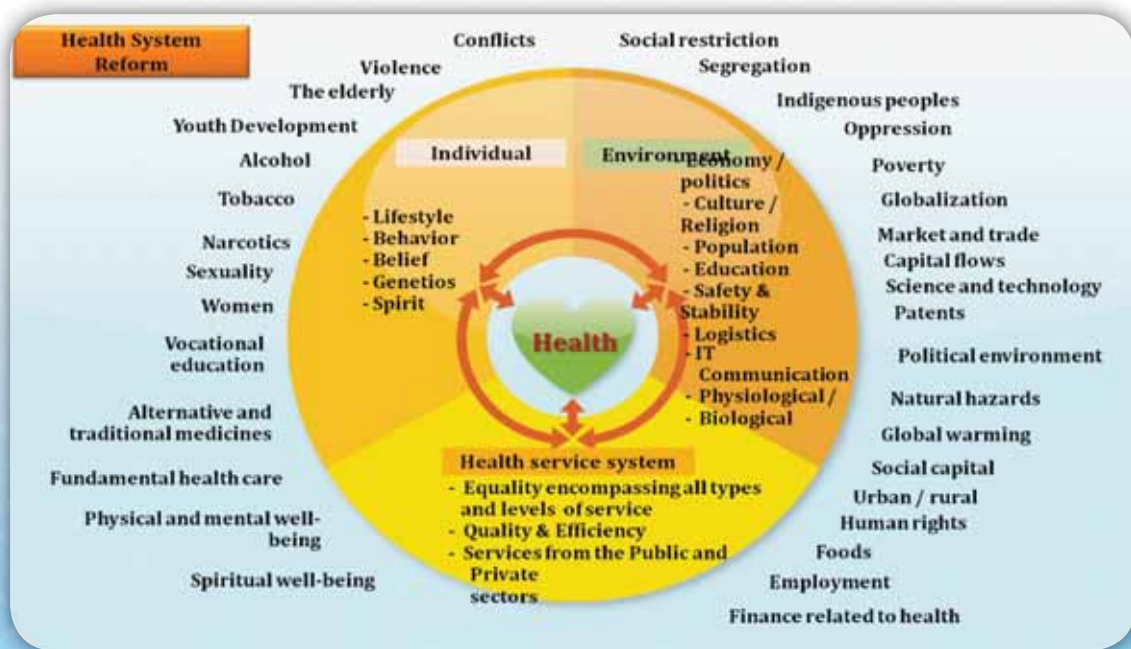 Health System
Reform
Conflicts
Violence
The elderly
Youth Development
Alcohol
Tobacco
Narcotics
Sexuality
Women
Vocational
education
Alternative and
traditional medicines
Fundamental health care
Physical and mental well-
being
Spiritual well-being
Social restriction
Segregation
Indigenous peoples
Oppression
Poverty
Globalization
Market and trade
Capital flows
Science and technology
Patents
Political environment
Natural hazards
Global warming
Social capital
Urban / rural
Human rights
Foods
Employment
Finance related to health
Individual
- Lifestyle
- Behavior
- Belief
- Genetios
- Spirit
Environment
- Economy /
politics
- Culture /
Religion
- Population
- Education
- Safety &
Stability
- Logistics
- IT
Communication
- Physiological /
- Biological
Health
Health service system
- Equality encompassing all types
and levels of service
- Quality & Efficiency
- Services from the Public and
Private
sectors